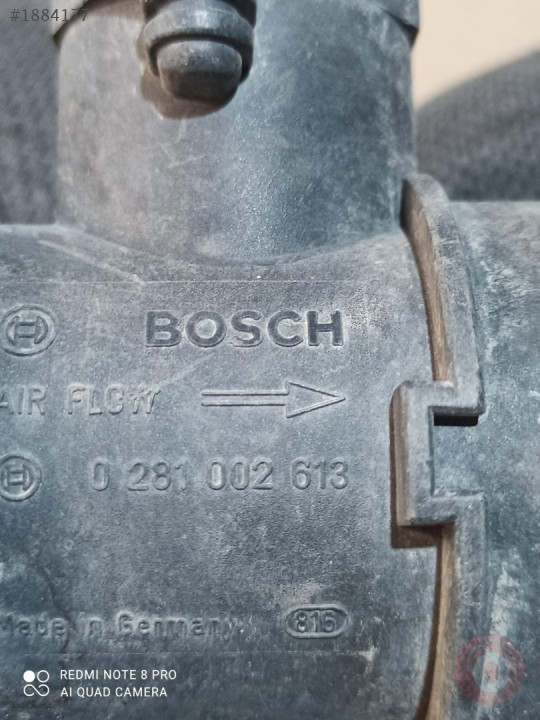 #1884177
BOSCH
AIR FLOW
0 281 002 613
Made in Germany 815
REDMI NOTE 8 PRO
AI QUAD CAMERA